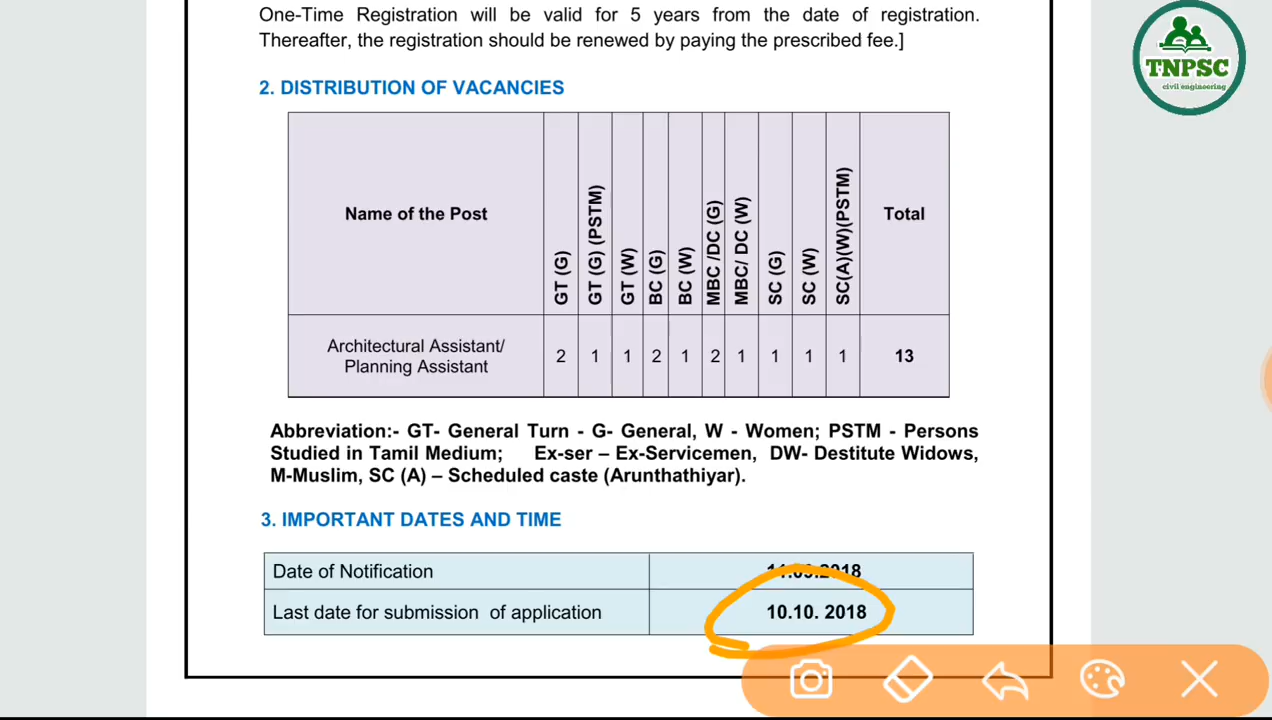 One-Time Registration will be valid for 5 years from the date of registration.
Thereafter, the registration should be renewed by paying the prescribed fee.]
TNPSC
civil engineering
2. DISTRIBUTION OF VACANCIES
Name of the Post GT (G) GT (G) (PSTM) GT (W) BC (G) BC (W) MBC /DC (G) MBC/ DC (W) SC (G) SC (W) SC(A)(W)(PSTM) Total
Architectural Assistant/
Planning Assistant 2 1 1 2 1 2 1 1 1 1 13
Abbreviation:- GT- General Turn - G- General, W - Women; PSTM - Persons
Studied in Tamil Medium; Ex-ser – Ex-Servicemen, DW- Destitute Widows,
M-Muslim, SC (A) – Scheduled caste (Arunthathiyar).
3. IMPORTANT DATES AND TIME
Date of Notification
Last date for submission of application 10.10. 2018